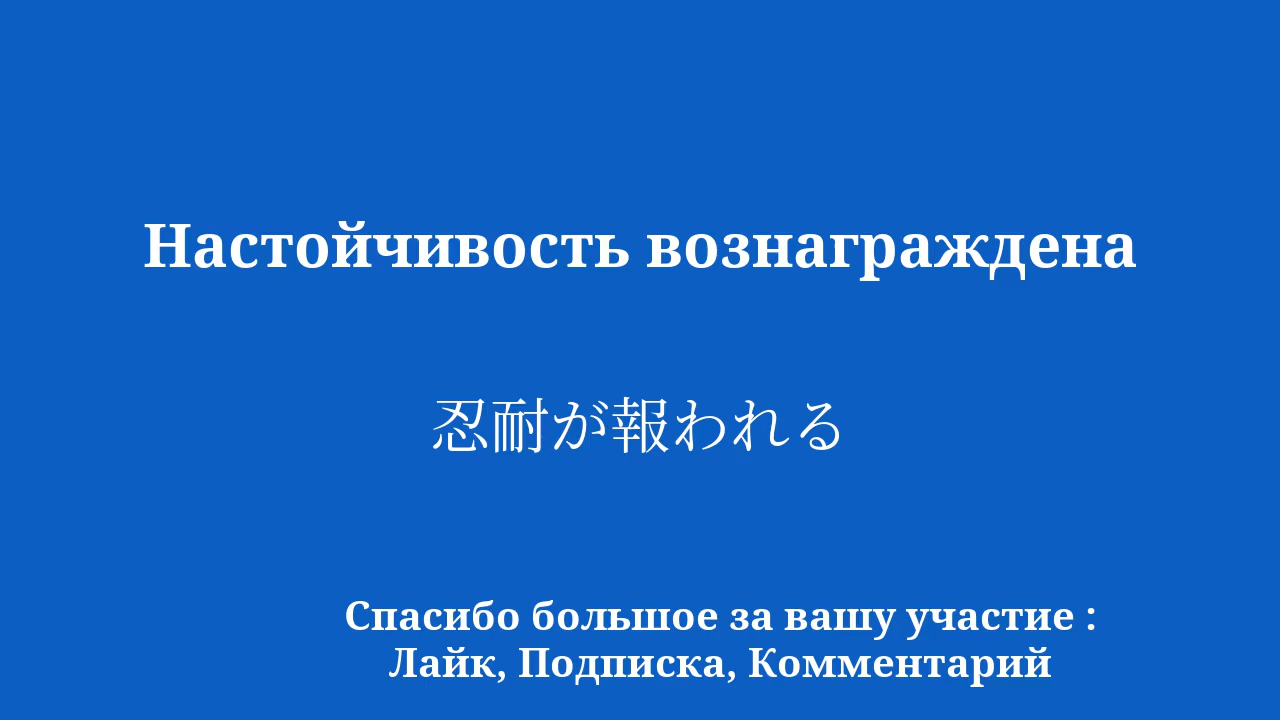 Настойчивость вознаграждена
忍耐が報われる
Спасибо большое за вашу участие :
Лайк, Подписка, Комментарий